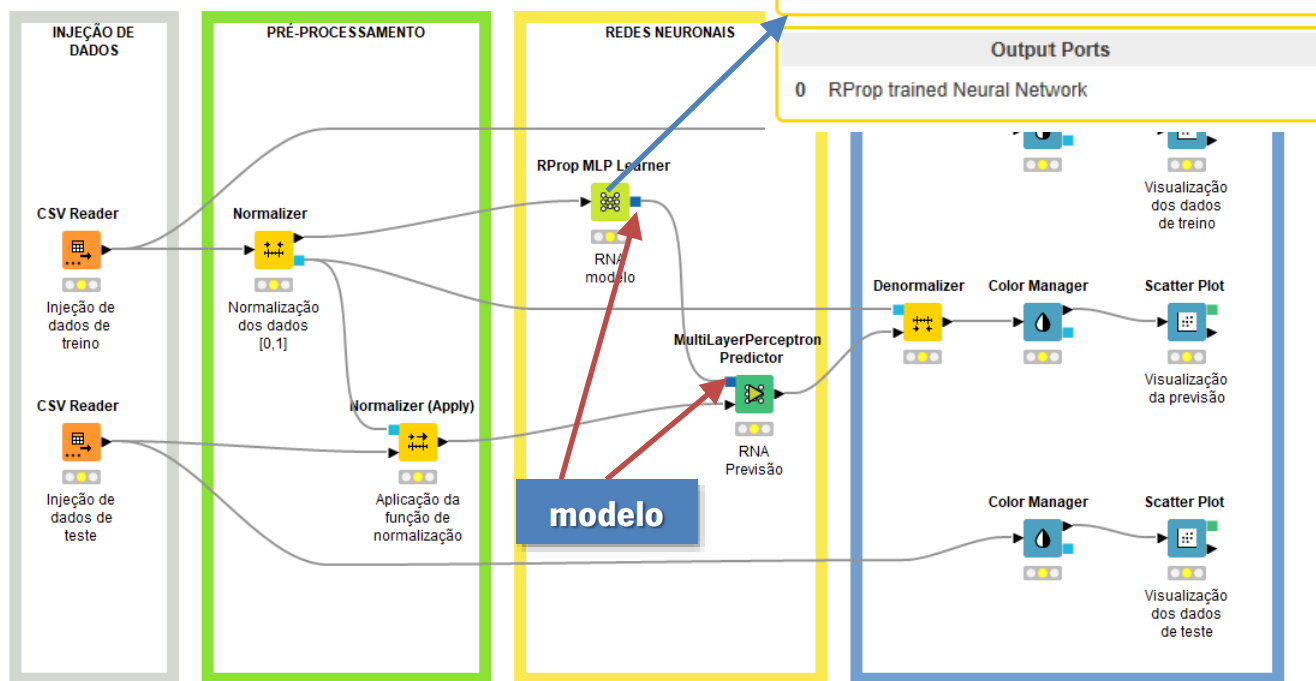 INJEÇÃO DE
DADOS
PRÉ-PROCESSAMENTO
REDES NEURONAIS
Output Ports
0 RProp trained Neural Network
CSV Reader
Injeção de
dados de
treino
CSV Reader
Injeção de
dados de
teste
Normalizer
Normalização
dos dados
[0,1]
Normalizer (Apply)
Aplicação da
função de
normalização
RProp MLP Learner
RNA
modelo
MultiLayerPerceptron
Predictor
RNA
Previsão
modelo
Visualização
dos dados
de treino
Denormalizer
Color Manager
Scatter Plot
Visualização
da previsão
Color Manager
Scatter Plot
Visualização
dos dados
de teste